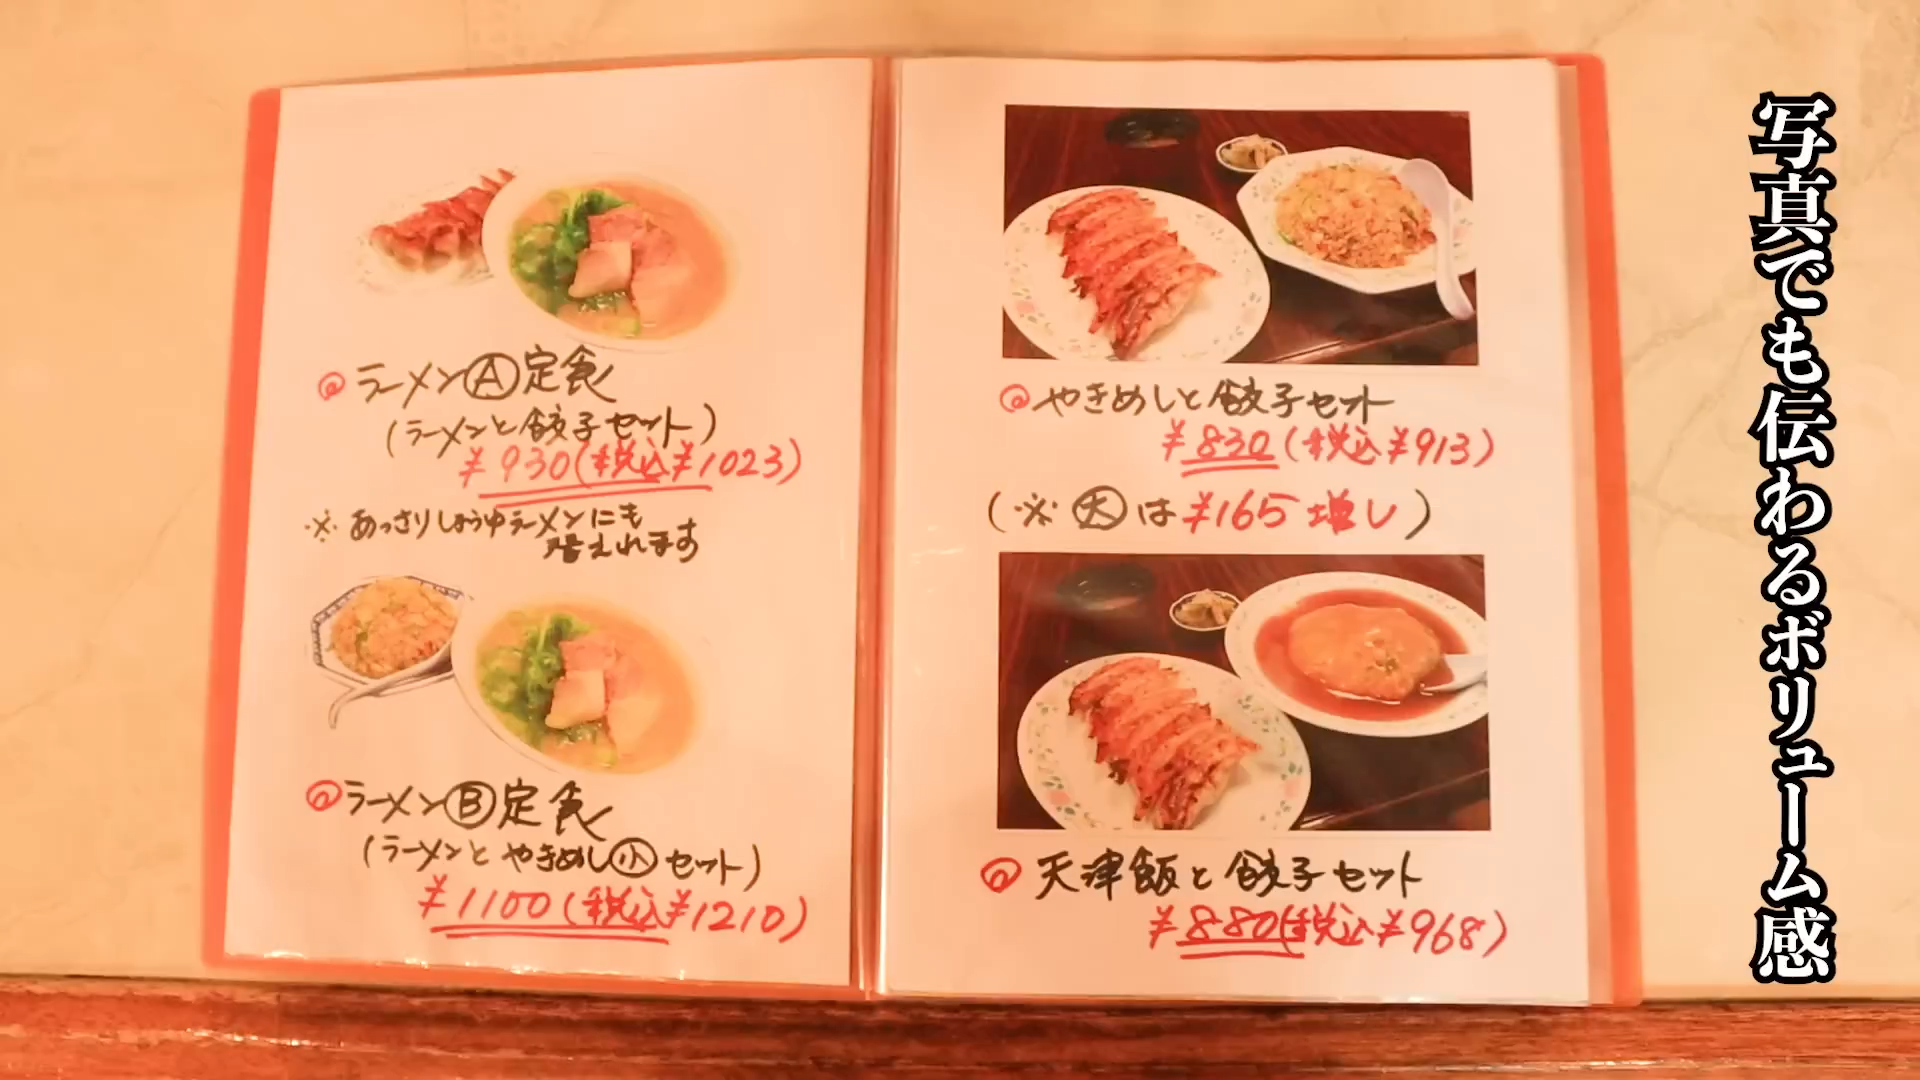 ラーメンⒶ定食
(ラーメンと餃子セット)
¥930(税込¥1023)
※あっさりしょうゆラーメンにも
替えれます
ラーメンⒷ定食
(ラーメンとやきめし㊙セット)
¥1100(税込¥1210)
やきめしと餃子セット
¥830(税込¥913)
(※大は¥165増し)
天津飯と餃子セット
¥880(税込¥968)
写真でも伝わるボリューム感